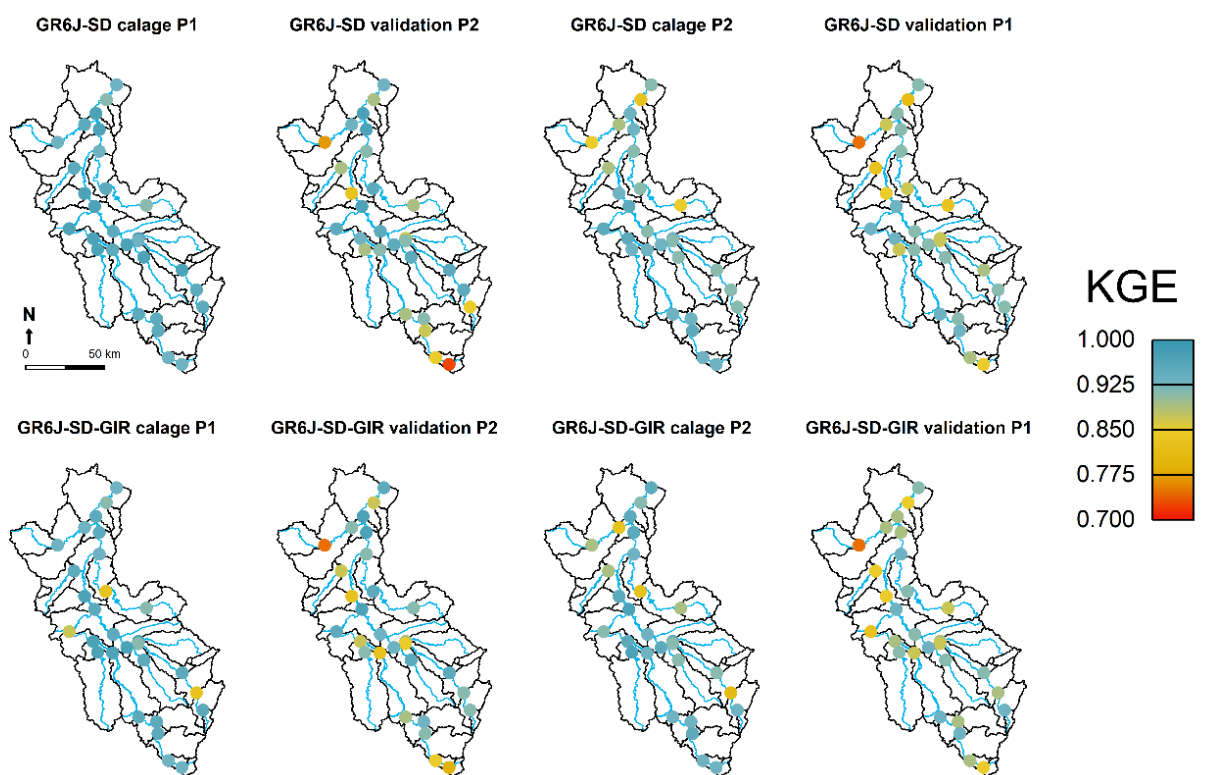 GR6J-SD calage P1
GR6J-SD validation P2
GR6J-SD calage P2
GR6J-SD validation P1
N
0 50 km
KGE
1.000
0.925
0.850
0.775
0.700
GR6J-SD-GIR calage P1
GR6J-SD-GIR validation P2
GR6J-SD-GIR calage P2
GR6J-SD-GIR validation P1